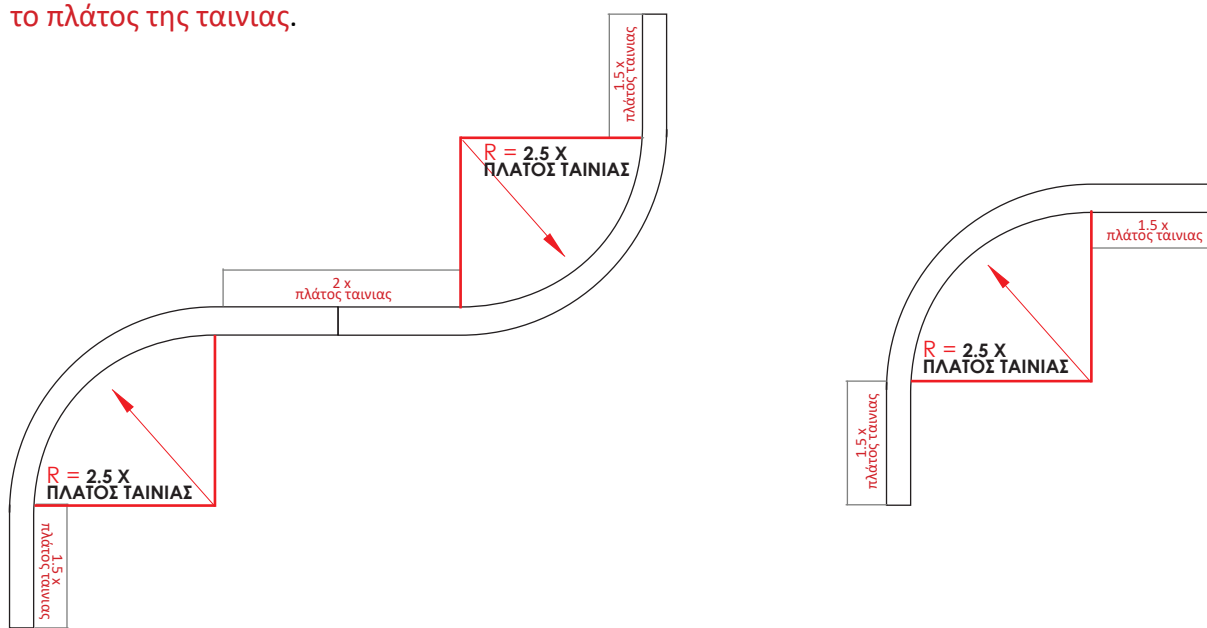 το πλάτος της ταινιας.
1.5 x
πλάτος ταινιας
R = 2.5 X
ΠΛΑΤΟΣ ΤΑΙΝΙΑΣ
2 x
πλάτος ταινιας
R = 2.5 X
ΠΛΑΤΟΣ ΤΑΙΝΙΑΣ
1.5 x
πλάτος ταινιας
1.5 x
πλάτος ταινιας
R = 2.5 X
ΠΛΑΤΟΣ ΤΑΙΝΙΑΣ
1.5 x
πλάτος ταινιας